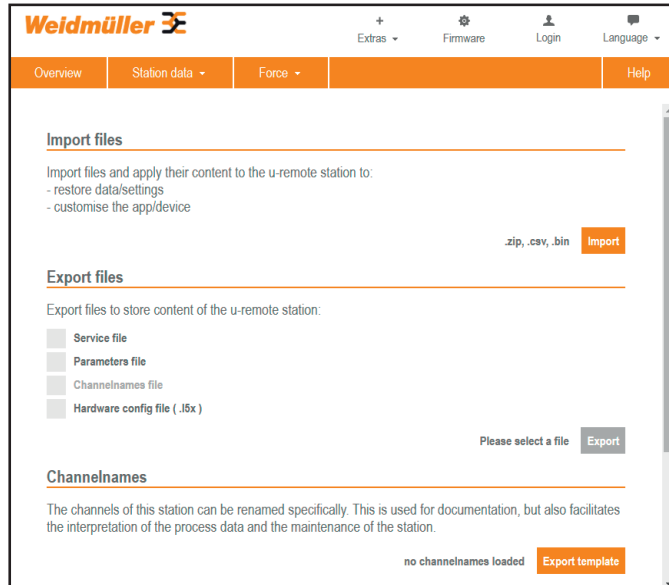 Weidmüller
Extras
Firmware
Login
Language
Overview
Station data
Force
Help
Import files
Import files and apply their content to the u-remote station to:
- restore data/settings
- customise the app/device
.zip, .csv, .bin
Import
Export files
Export files to store content of the u-remote station:
Service file
Parameters file
Channelnames file
Hardware config file ( .l5x )
Please select a file
Export
Channelnames
The channels of this station can be renamed specifically. This is used for documentation, but also facilitates
the interpretation of the process data and the maintenance of the station.
no channelnames loaded
Export template